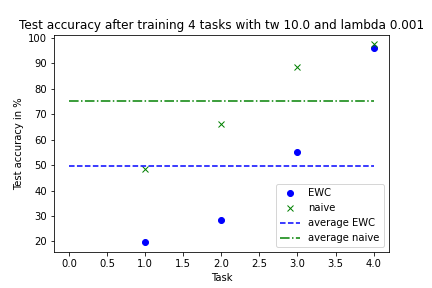 Test accuracy after training 4 tasks with tw 10.0 and lambda 0.001
Test accuracy in %
100
90
80
70
60
50
40
30
20
0.0 0.5 1.0 1.5 2.0 2.5 3.0 3.5 4.0
Task
EWC
naive
average EWC
average naive